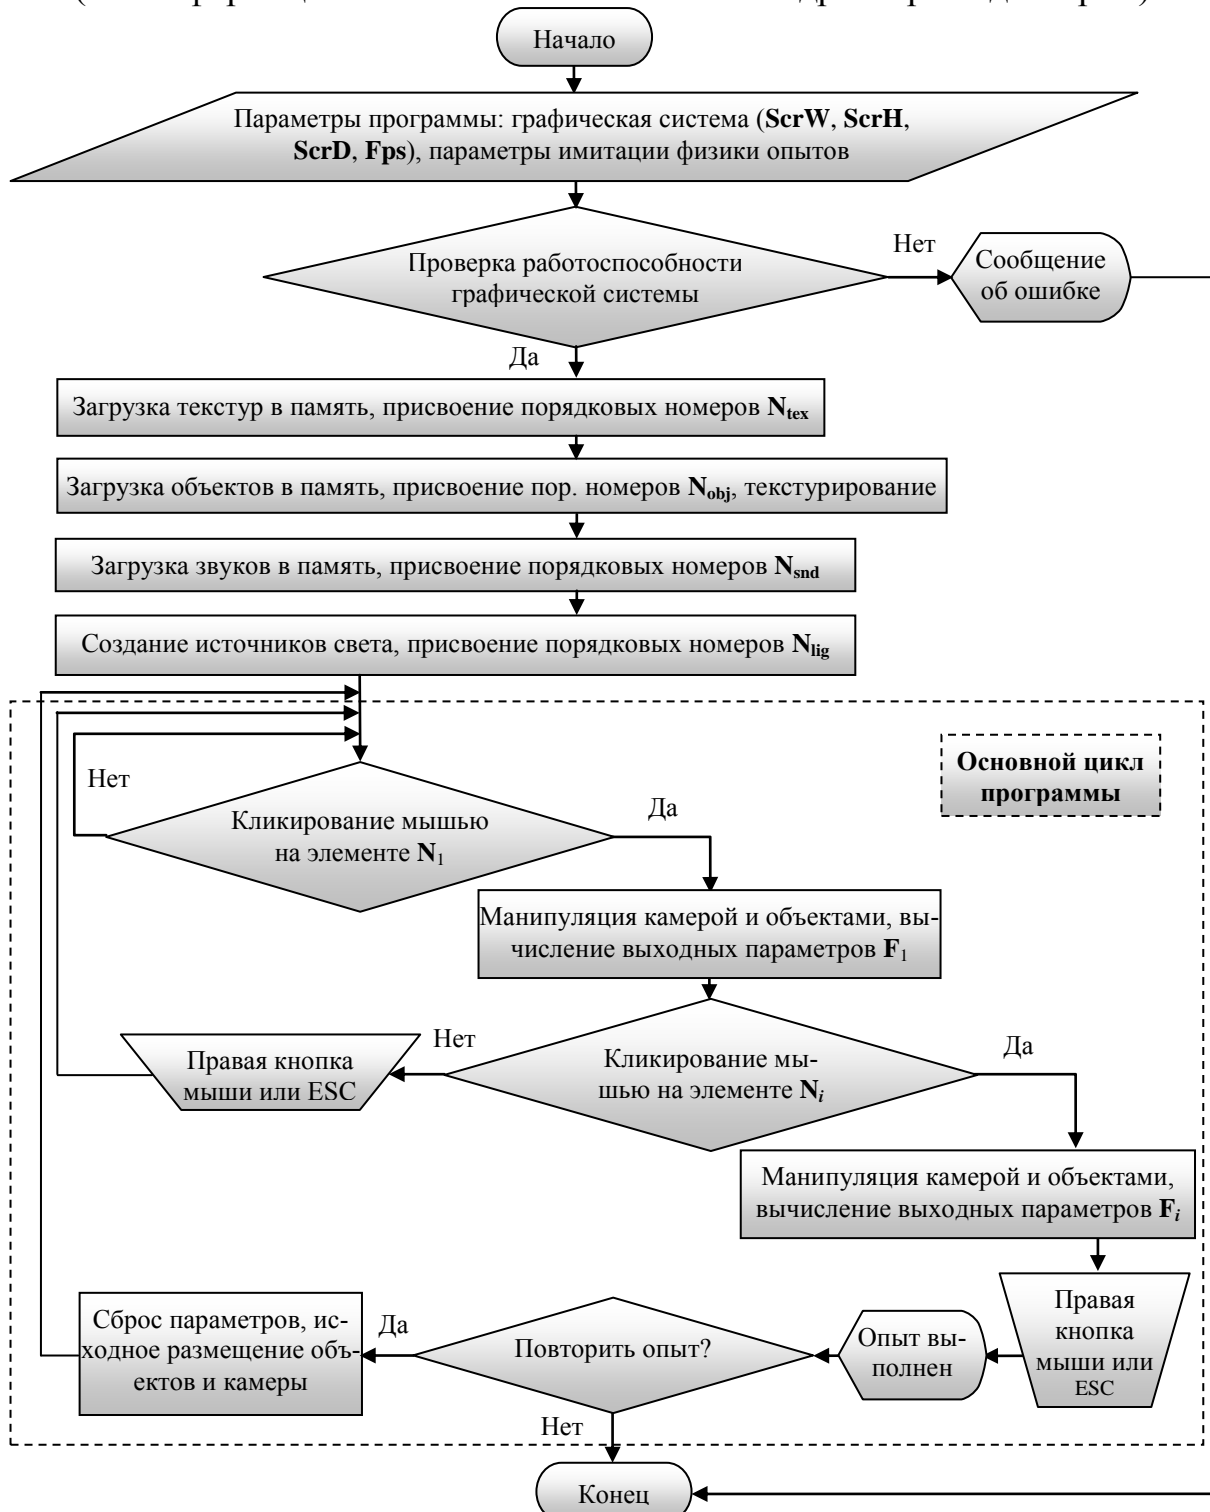 Начало
Параметры программы: графическая система (ScrW, ScrH,
ScrD, Fps), параметры имитации физики опытов
Проверка работоспособности
графической системы
Нет
Сообщение
об ошибке
Да
Загрузка текстур в память, присвоение порядковых номеров Ntex
Загрузка объектов в память, присвоение пор. номеров Nobj, текстурирование
Загрузка звуков в память, присвоение порядковых номеров Nsnd
Создание источников света, присвоение порядковых номеров Nlig
Основной цикл
программы
Нет
Кликирование мышью
на элементе N1
Да
Манипуляция камерой и объектами, вы-
числение выходных параметров F1
Правая кнопка
мыши или ESC
Нет
Кликирование мы-
шью на элементе Ni
Да
Манипуляция камерой и объектами,
вычисление выходных параметров Fi
Правая
кнопка
мыши или
ESC
Опыт вы-
полнен
Повторить опыт?
Да
Сброс параметров, ис-
ходное размещение объ-
ектов и камеры
Нет
Конец